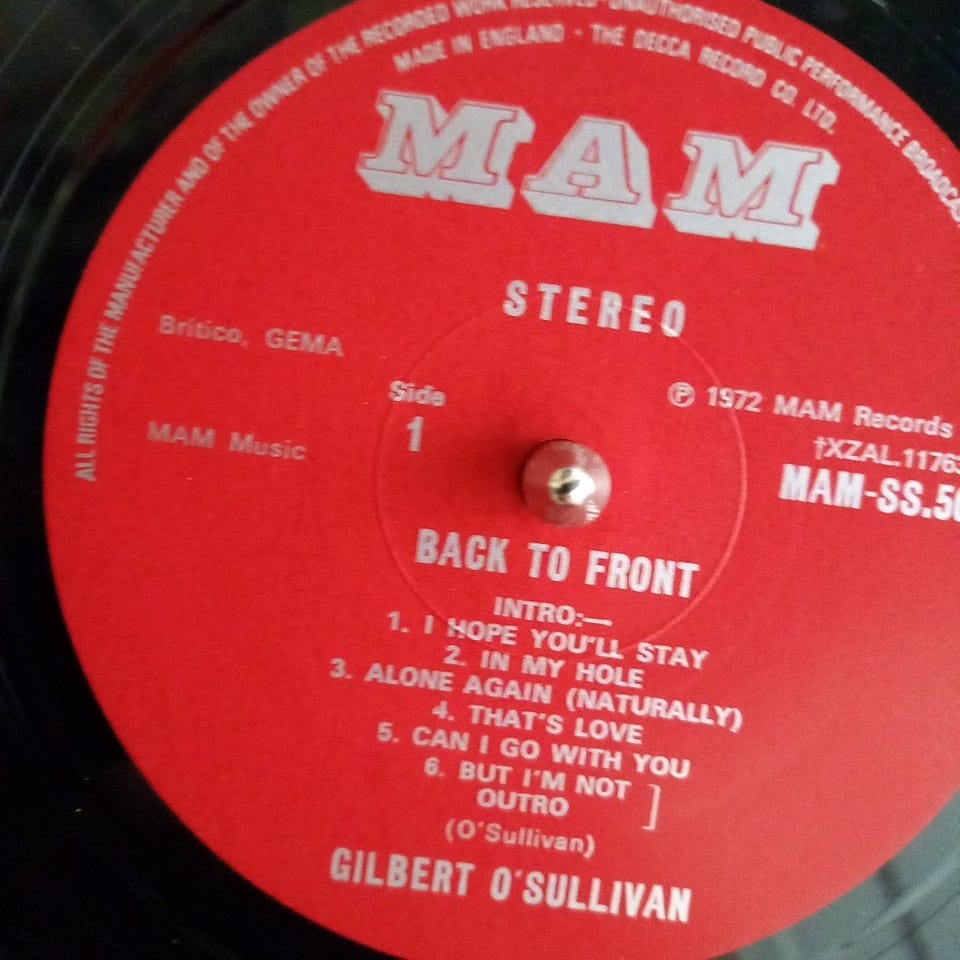 ALL RIGHTS OF THE MANUFACTURER AND OF THE OWNER OF THE RECORDED WORK RESERVED·UNAUTHORISED PUBLIC PERFORMANCE
MADE IN ENGLAND · THE DECCA RECORD CO. LTD.
MAM
STEREO
Britico, GEMA
MAM Music
Side
1
Ⓟ 1972 MAM Records
†XZAL.1176
MAM-SS.50
BACK TO FRONT
INTRO:—
1. I HOPE YOU'LL STAY
2. IN MY HOLE
3. ALONE AGAIN (NATURALLY)
4. THAT'S LOVE
5. CAN I GO WITH YOU
6. BUT I'M NOT
OUTRO ]
(O'Sullivan)
GILBERT O'SULLIVAN